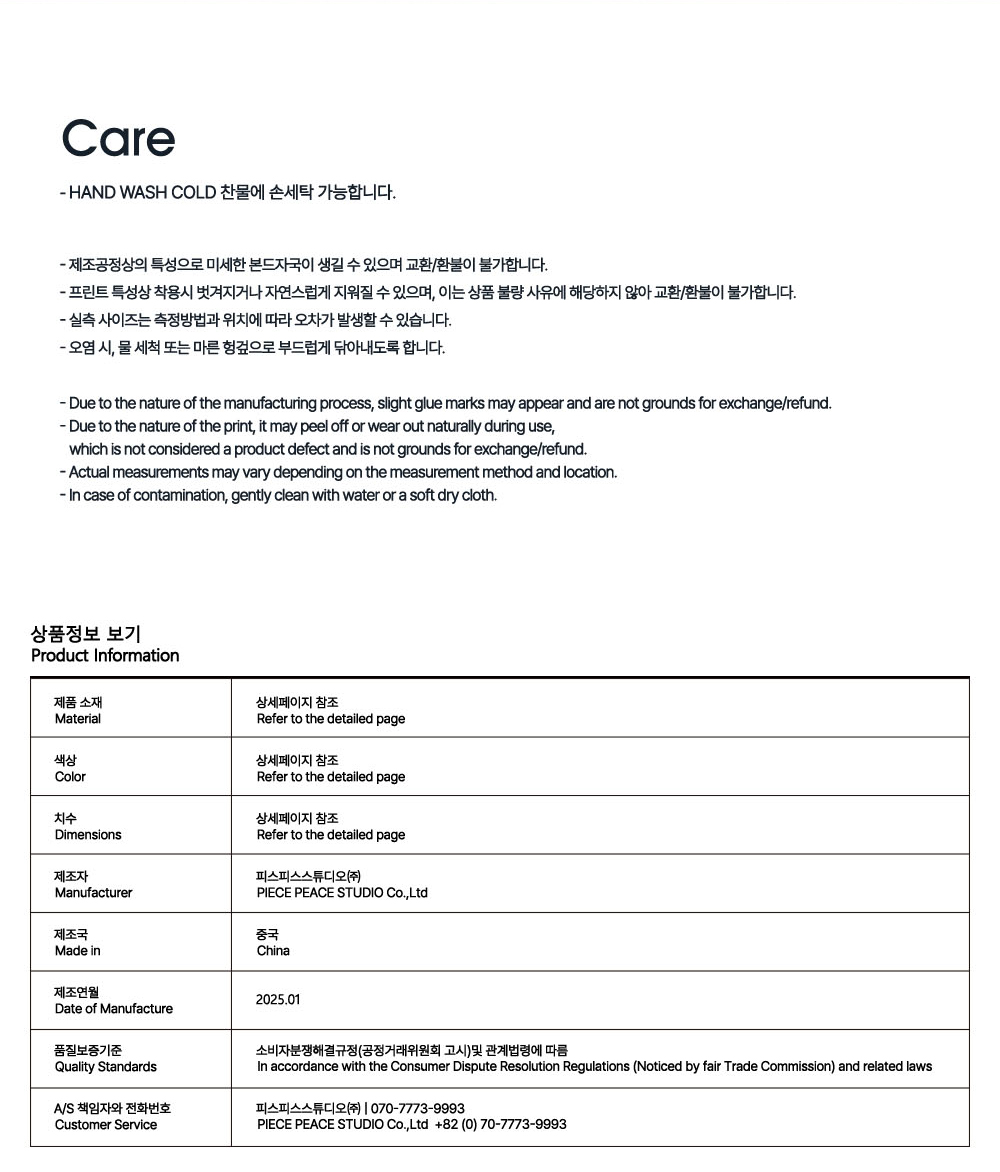 Care
- HAND WASH COLD 찬물에 손세탁 가능합니다.
- 제조공정상의 특성으로 미세한 본드자국이 생길 수 있으며 교환/환불이 불가합니다.
- 프린트 특성상 착용시 벗겨지거나 자연스럽게 지워질 수 있으며, 이는 상품 불량 사유에 해당하지 않아 교환/환불이 불가합니다.
- 실측 사이즈는 측정방법과 위치에 따라 오차가 발생할 수 있습니다.
- 오염 시, 물 세척 또는 마른 헝겊으로 부드럽게 닦아내도록 합니다.
- Due to the nature of the manufacturing process, slight glue marks may appear and are not grounds for exchange/refund.
- Due to the nature of the print, it may peel off or wear out naturally during use,
which is not considered a product defect and is not grounds for exchange/refund.
- Actual measurements may vary depending on the measurement method and location.
- In case of contamination, gently clean with water or a soft dry cloth.
상품정보 보기
Product Information
제품 소재
Material
상세페이지 참조
Refer to the detailed page
색상
Color
상세페이지 참조
Refer to the detailed page
치수
Dimensions
상세페이지 참조
Refer to the detailed page
제조자
Manufacturer
피스피스스튜디오㈜
PIECE PEACE STUDIO Co.,Ltd
제조국
Made in
중국
China
제조연월
Date of Manufacture
2025.01
품질보증기준
Quality Standards
소비자분쟁해결규정(공정거래위원회 고시)및 관계법령에 따름
In accordance with the Consumer Dispute Resolution Regulations (Noticed by fair Trade Commission) and related laws
A/S 책임자와 전화번호
Customer Service
피스피스스튜디오㈜ | 070-7773-9993
PIECE PEACE STUDIO Co.,Ltd +82 (0) 70-7773-9993